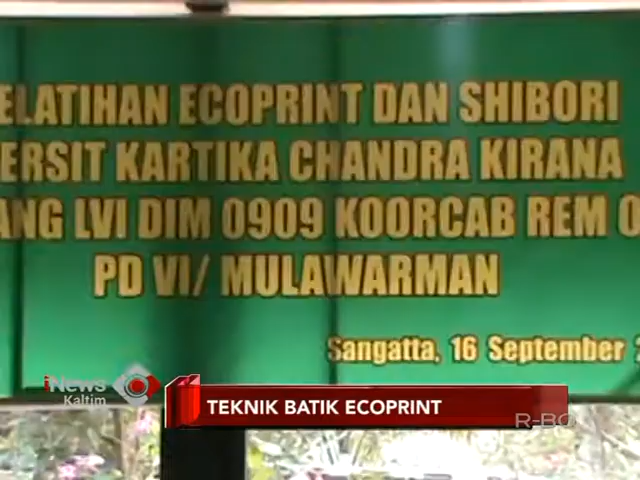 ELATIHAN ECOPRINT DAN SHIBORI
ERSIT KARTIKA CHANDRA KIRANA
ANG LVI DIM 0909 KOORCAB REM 0
PD VI/ MULAWARMAN
Sangatta, 16 September 2
iNews
Kaltim
TEKNIK BATIK ECOPRINT
R-BO